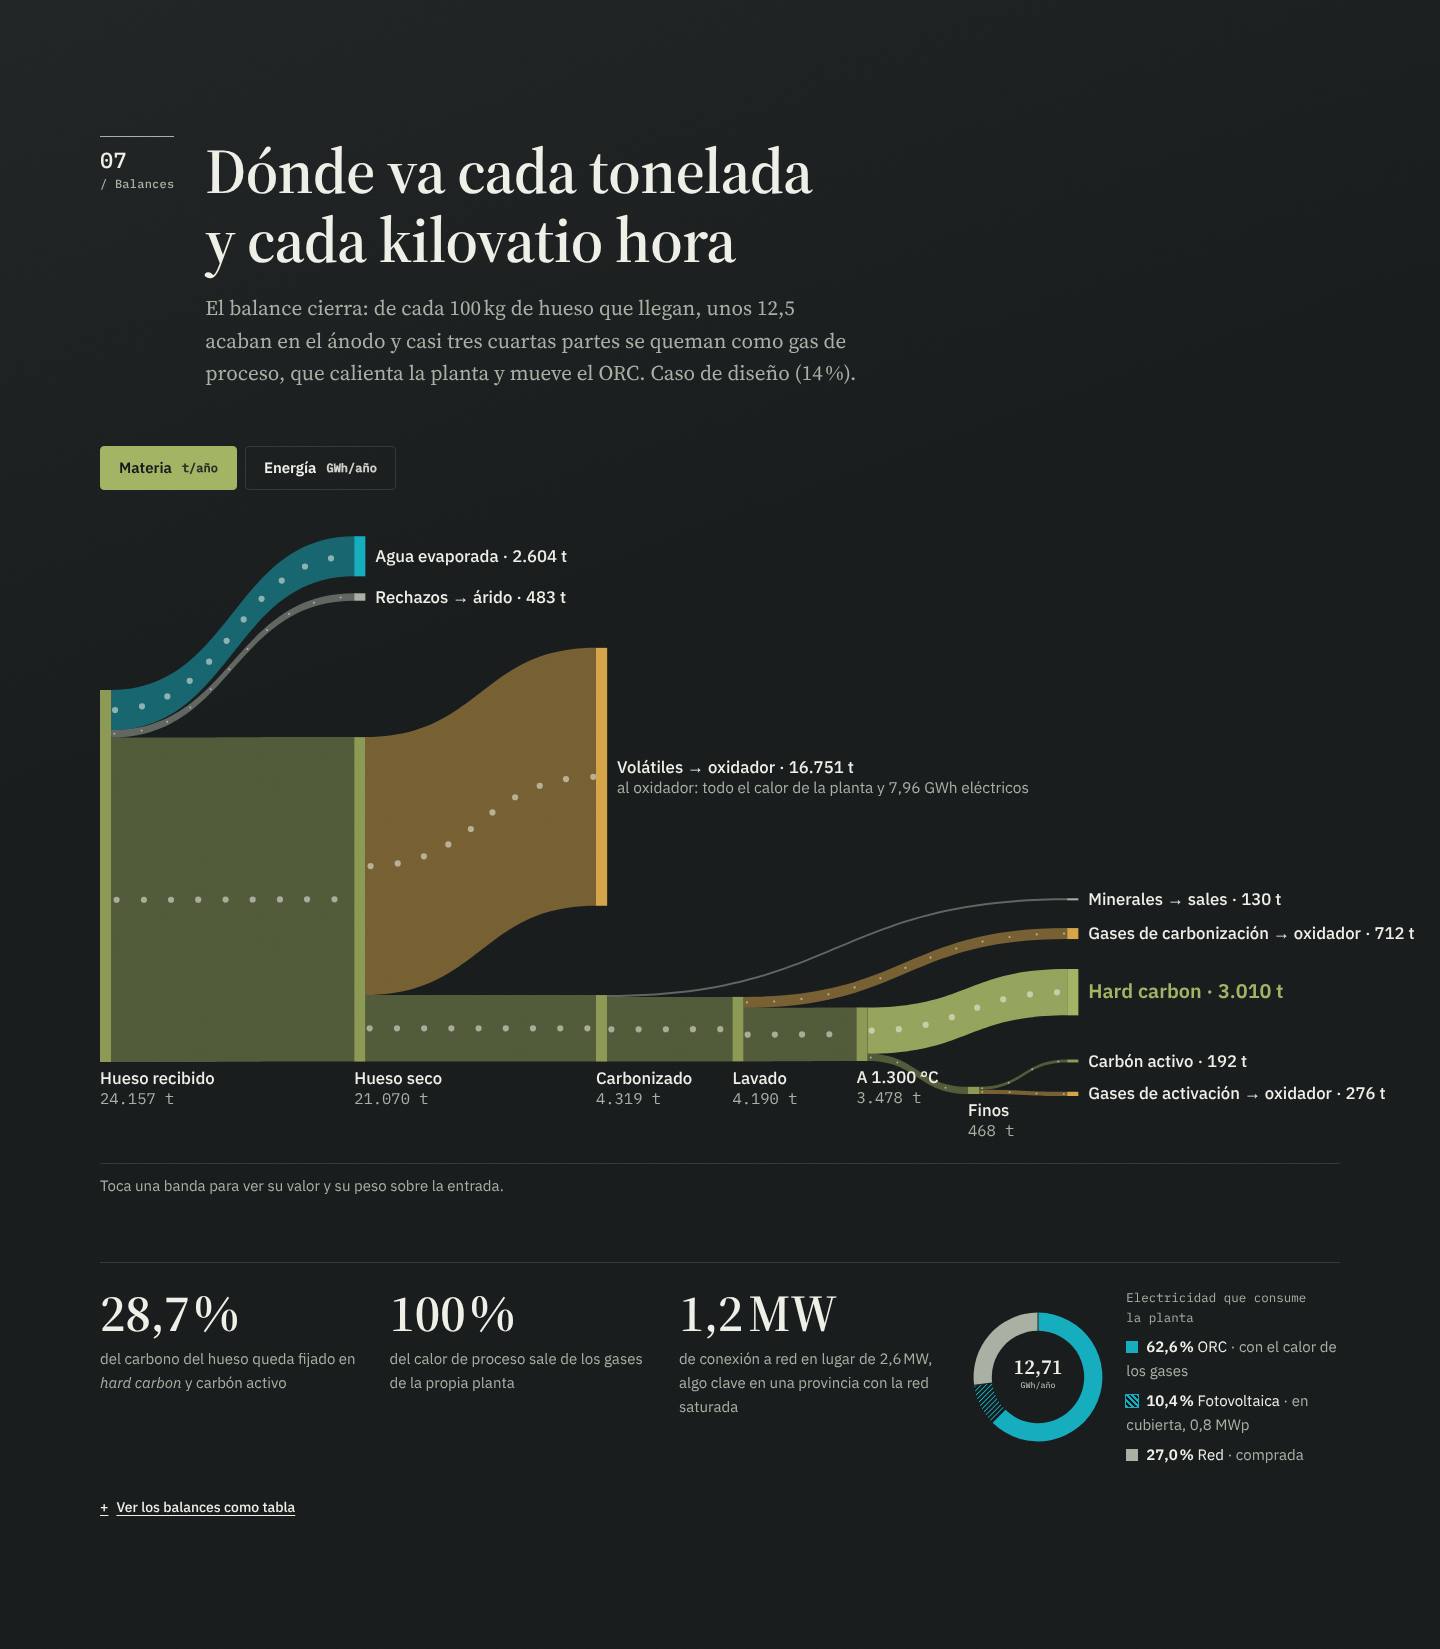 07
/ Balances
Dónde va cada tonelada
y cada kilovatio hora
El balance cierra: de cada 100 kg de hueso que llegan, unos 12,5
acaban en el ánodo y casi tres cuartas partes se queman como gas de
proceso, que calienta la planta y mueve el ORC. Caso de diseño (14 %).
Materia t/año
Energía GWh/año
Agua evaporada · 2.604 t
Rechazos → árido · 483 t
Volátiles → oxidador · 16.751 t
al oxidador: todo el calor de la planta y 7,96 GWh eléctricos
Minerales → sales · 130 t
Gases de carbonización → oxidador · 712 t
Hard carbon · 3.010 t
Carbón activo · 192 t
Gases de activación → oxidador · 276 t
Hueso recibido
24.157 t
Hueso seco
21.070 t
Carbonizado
4.319 t
Lavado
4.190 t
A 1.300 °C
3.478 t
Finos
468 t
Toca una banda para ver su valor y su peso sobre la entrada.
28,7 %
del carbono del hueso queda fijado en
hard carbon y carbón activo
100 %
del calor de proceso sale de los gases
de la propia planta
1,2 MW
de conexión a red en lugar de 2,6 MW,
algo clave en una provincia con la red
saturada
12,71
GWh/año
Electricidad que consume
la planta
62,6 % ORC · con el calor de
los gases
10,4 % Fotovoltaica · en
cubierta, 0,8 MWp
27,0 % Red · comprada
+ Ver los balances como tabla